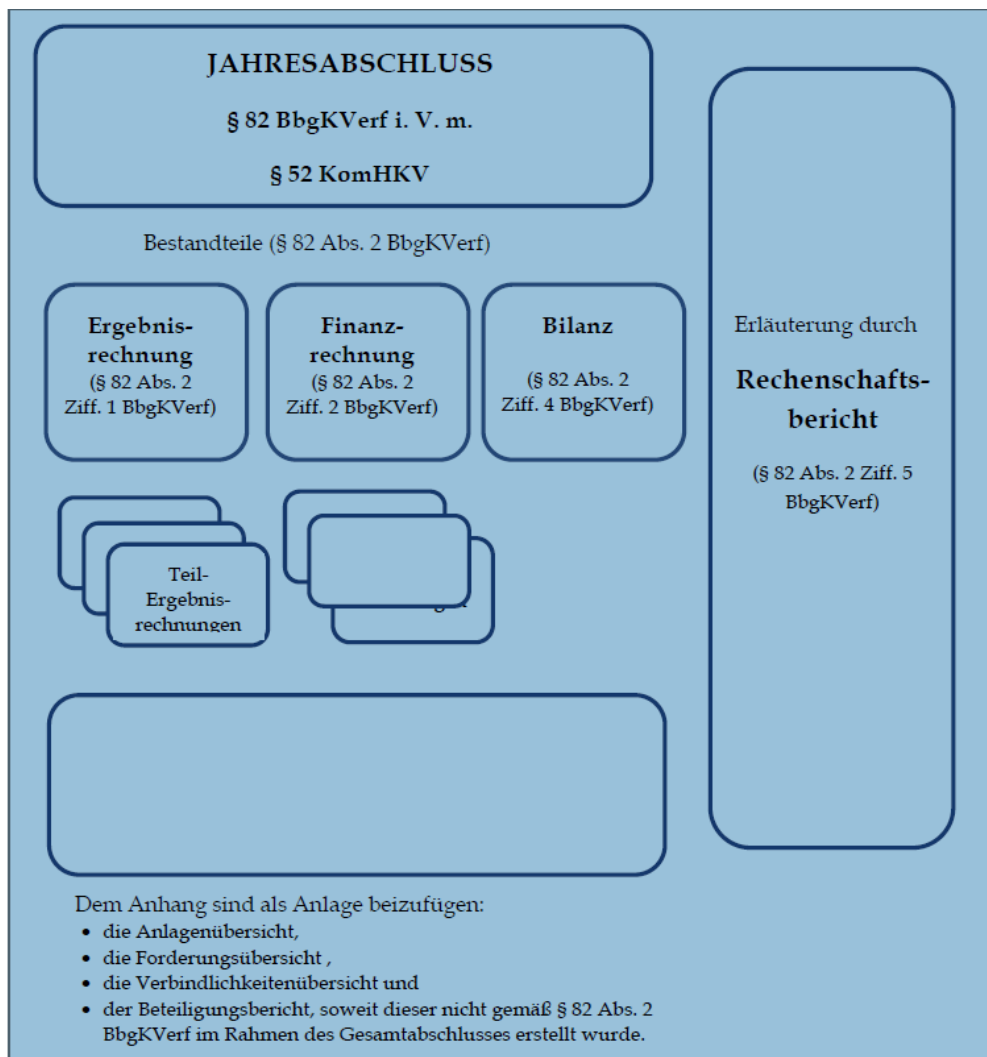 JAHRESABSCHLUSS
§ 82 BbgKVerf i. V. m.
§ 52 KomHKV
Bestandteile (§ 82 Abs. 2 BbgKVerf)
Ergebnis-
rechnung
(§ 82 Abs. 2
Ziff. 1 BbgKVerf)
Finanz-
rechnung
(§ 82 Abs. 2
Ziff. 2 BbgKVerf)
Bilanz
(§ 82 Abs. 2
Ziff. 4 BbgKVerf)
Erläuterung durch
Rechenschafts-
bericht
(§ 82 Abs. 2 Ziff. 5
BbgKVerf)
Teil-
Ergebnis-
rechnungen
Dem Anhang sind als Anlage beizufügen:
• die Anlagenübersicht,
• die Forderungsübersicht ,
• die Verbindlichkeitenübersicht und
• der Beteiligungsbericht, soweit dieser nicht gemäß § 82 Abs. 2
BbgKVerf im Rahmen des Gesamtabschlusses erstellt wurde.